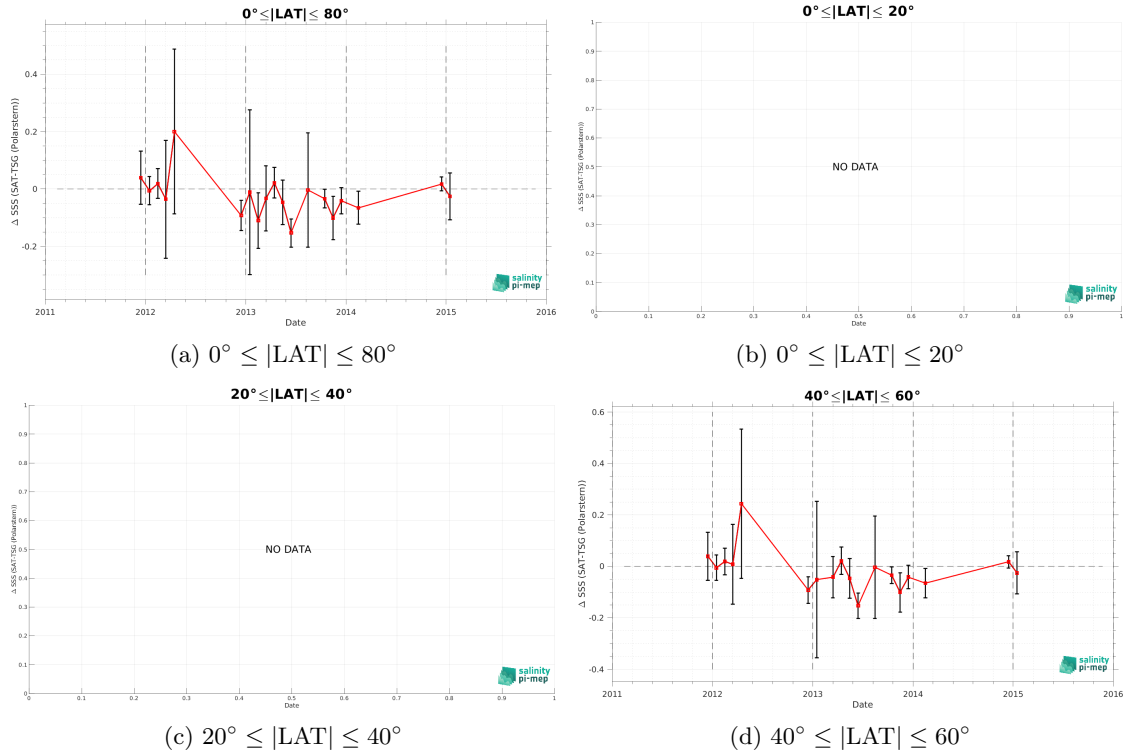 0°≤|LAT|≤ 80°
Δ SSS (SAT-TSG (Polarstern))
0.4
0.2
0
-0.2
2011
2012
2013
2014
2015
2016
Date
salinity
pi-mep
(a) 0° ≤ |LAT| ≤ 80°
0°≤|LAT|≤ 20°
Δ SSS (SAT-TSG (Polarstern))
1
0.9
0.8
0.7
0.6
0.5
0.4
0.3
0.2
0.1
0
NO DATA
0
0.1
0.2
0.3
0.4
0.5
0.6
0.7
0.8
0.9
1
Date
salinity
pi-mep
(b) 0° ≤ |LAT| ≤ 20°
20°≤|LAT|≤ 40°
Δ SSS (SAT-TSG (Polarstern))
1
0.9
0.8
0.7
0.6
0.5
0.4
0.3
0.2
0.1
0
NO DATA
0
0.1
0.2
0.3
0.4
0.5
0.6
0.7
0.8
0.9
1
Date
salinity
pi-mep
(c) 20° ≤ |LAT| ≤ 40°
40°≤|LAT|≤ 60°
Δ SSS (SAT-TSG (Polarstern))
0.6
0.4
0.2
0
-0.2
-0.4
2011
2012
2013
2014
2015
2016
Date
salinity
pi-mep
(d) 40° ≤ |LAT| ≤ 60°